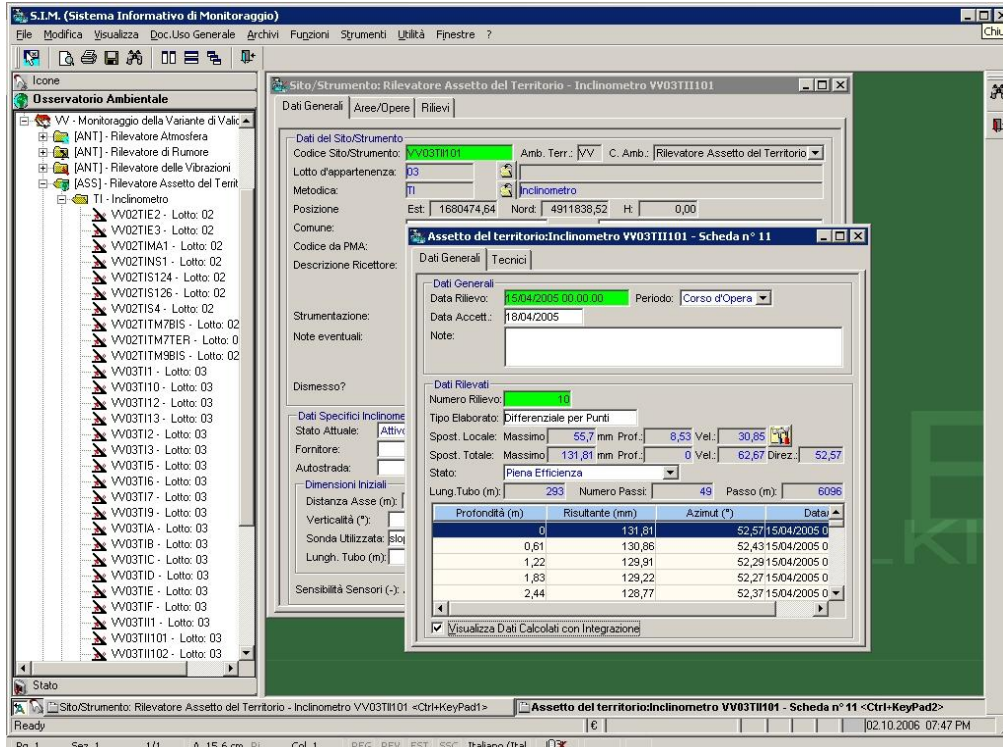 S.I.M. (Sistema Informativo di Monitoraggio)
File Modifica Visualizza Doc.Uso Generale Archivi Funzioni Strumenti Utilità Finestre ?
Chiu
Icone
Osservatorio Ambientale
VV - Monitoraggio della Variante di Valic
[ANT] - Rilevatore Atmosfera
[ANT] - Rilevatore di Rumore
[ANT] - Rilevatore delle Vibrazioni
[ASS] - Rilevatore Assetto del Territ
TI - Inclinometro
VV02TIE2 - Lotto: 02
VV02TIE3 - Lotto: 02
VV02TIMA1 - Lotto: 02
VV02TINS1 - Lotto: 02
VV02TIS124 - Lotto: 02
VV02TIS126 - Lotto: 02
VV02TIS4 - Lotto: 02
VV02TITM7BIS - Lotto: 02
VV02TITM7TER - Lotto: 0
VV02TITM9BIS - Lotto: 02
VV03TI1 - Lotto: 03
VV03TI10 - Lotto: 03
VV03TI12 - Lotto: 03
VV03TI13 - Lotto: 03
VV03TI2 - Lotto: 03
VV03TI3 - Lotto: 03
VV03TI5 - Lotto: 03
VV03TI6 - Lotto: 03
VV03TI7 - Lotto: 03
VV03TI9 - Lotto: 03
VV03TIA - Lotto: 03
VV03TIB - Lotto: 03
VV03TIC - Lotto: 03
VV03TID - Lotto: 03
VV03TIE - Lotto: 03
VV03TIF - Lotto: 03
VV03TII1 - Lotto: 03
VV03TII101 - Lotto: 03
VV03TII102 - Lotto: 03
Stato
Sito/Strumento: Rilevatore Assetto del Territorio - Inclinometro VV03TII101
Dati Generali Aree/Opere Rilievi
Dati del Sito/Strumento
Codice Sito/Strumento: VV03TII101 Amb. Terr.: VV C. Amb.: Rilevatore Assetto del Territorio
Lotto d'appartenenza: 03
Metodica: TI Inclinometro
Posizione Est: 1680474,64 Nord: 4911838,52 H: 0,00
Comune:
Codice da PMA:
Descrizione Ricettore:
Strumentazione:
Note eventuali:
Dismesso?
Dati Specifici Inclinome
Stato Attuale: Attivo
Fornitore:
Autostrada:
Dimensioni Iniziali
Distanza Asse (m):
Verticalità (°):
Sonda Utilizzata: slop
Lungh. Tubo (m):
Sensibilità Sensori (-):
Assetto del territorio:Inclinometro VV03TII101 - Scheda n° 11
Dati Generali Tecnici
Dati Generali
Data Rilievo: 15/04/2005 00.00.00 Periodo: Corso d'Opera
Data Accett.: 18/04/2005
Note:
Dati Rilevati
Numero Rilievo: 10
Tipo Elaborato: Differenziale per Punti
Spost. Locale: Massimo 55,7 mm Prof.: 8,53 Vel.: 30,85
Spost. Totale: Massimo 131,81 mm Prof.: 0 Vel.: 62,67 Direz.: 52,57
Stato: Piena Efficienza
Lung.Tubo (m): 293 Numero Passi: 49 Passo (m): 6096
Profondità (m) Risultante (mm) Azimut (°) Data/
0 131,81 52,57 15/04/2005 0
0,61 130,86 52,43 15/04/2005 0
1,22 129,91 52,29 15/04/2005 0
1,83 129,22 52,27 15/04/2005 0
2,44 128,77 52,37 15/04/2005 0
Visualizza Dati Calcolati con Integrazione
Sito/Strumento: Rilevatore Assetto del Territorio - Inclinometro VV03TII101 <Ctrl+KeyPad1>
Assetto del territorio:Inclinometro VV03TII101 - Scheda n° 11 <Ctrl+KeyPad2>
Ready € 02.10.2006 07:47 PM
Pg 1 Sez 1 1/1 A 15,6 cm Ri Col 1 REG REV EST SSC Italiano (Ital